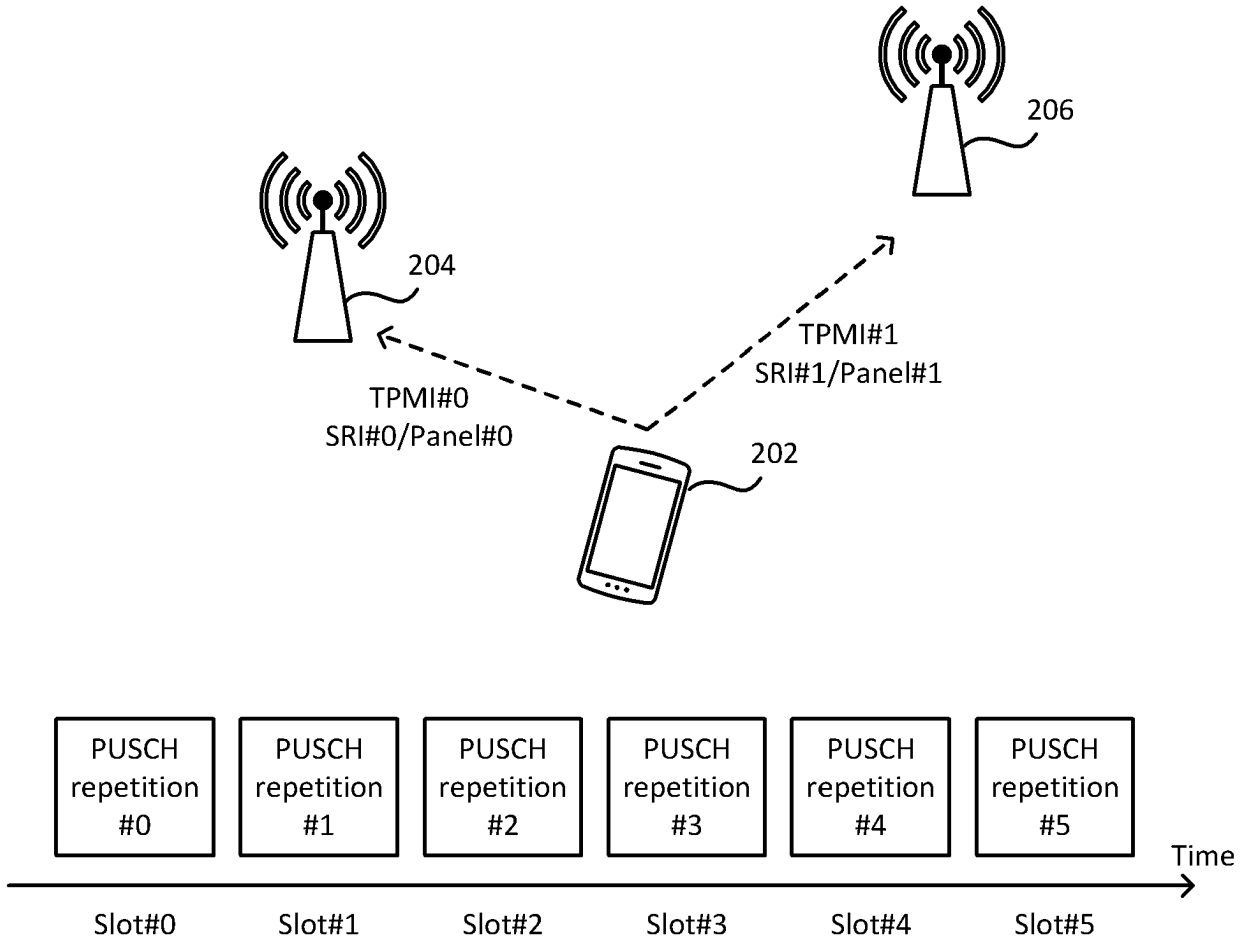 206
204
TPMI#1
SRI#1/Panel#1
TPMI#0
SRI#0/Panel#0
202
PUSCH repetition #0
PUSCH repetition #1
PUSCH repetition #2
PUSCH repetition #3
PUSCH repetition #4
PUSCH repetition #5
Time
Slot#0 Slot#1 Slot#2 Slot#3 Slot#4 Slot#5